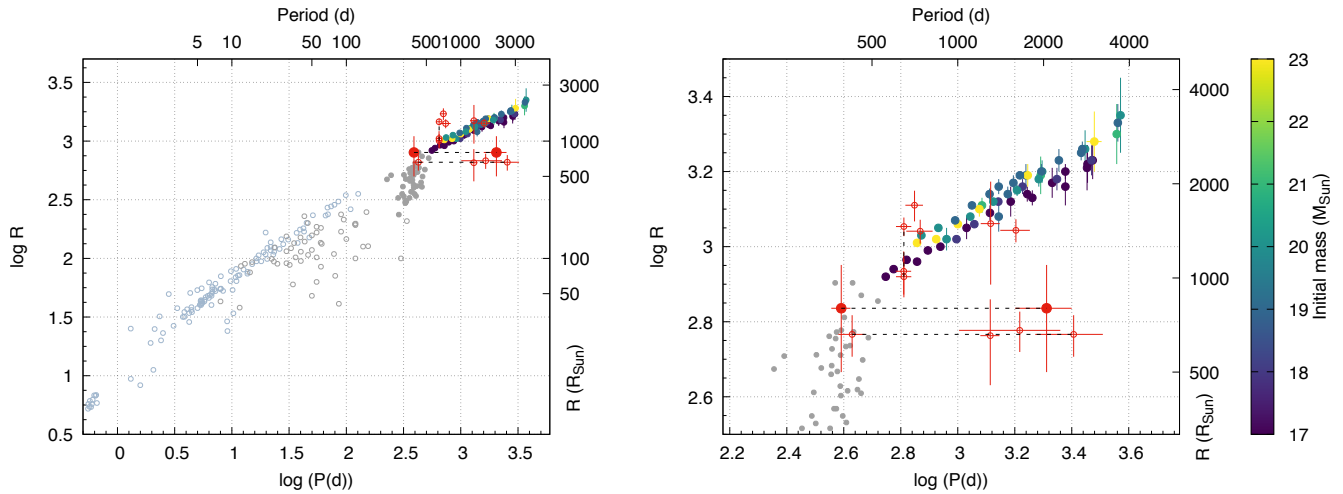 Period (d)
5 10 50 100 500 1000 3000
3.5
3
2.5
2
1.5
1
0.5
log R
3000
1000
500
100
50
R (R_Sun)
0 0.5 1 1.5 2 2.5 3 3.5
log (P(d))
Period (d)
500 1000 2000 4000
3.4
3.2
3.0
2.8
2.6
log R
4000
2000
1000
500
R (R_Sun)
2.2 2.4 2.6 2.8 3 3.2 3.4 3.6
log (P(d))
23
22
21
20
19
18
17
Initial mass (M_Sun)